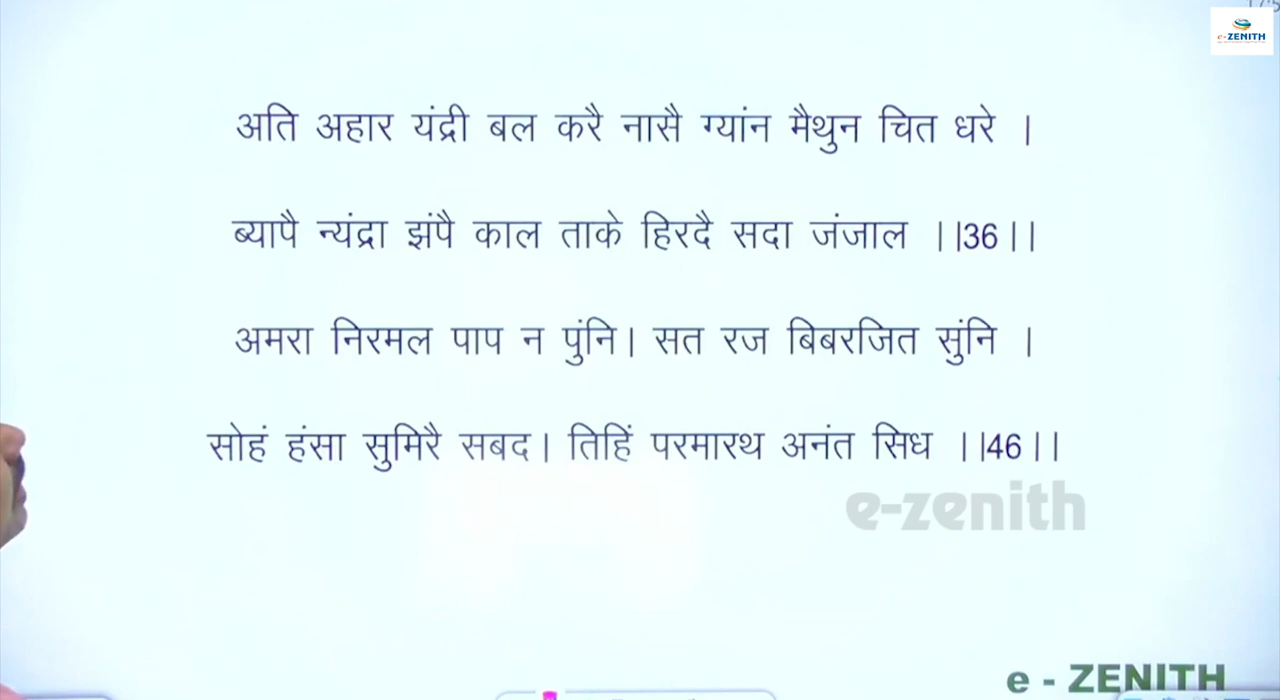 e-ZENITH
अति अहार यंद्री बल करै नासै ग्यांन मैथुन चित धरे ।
ब्यापै न्यंद्रा झंपै काल ताके हिरदै सदा जंजाल ।।36।।
अमरा निरमल पाप न पुंनि। सत रज बिबरजित सुंनि ।
सोहं हंसा सुमिरै सबद। तिहिं परमारथ अनंत सिध ।।46।।
e-zenith
e - ZENITH